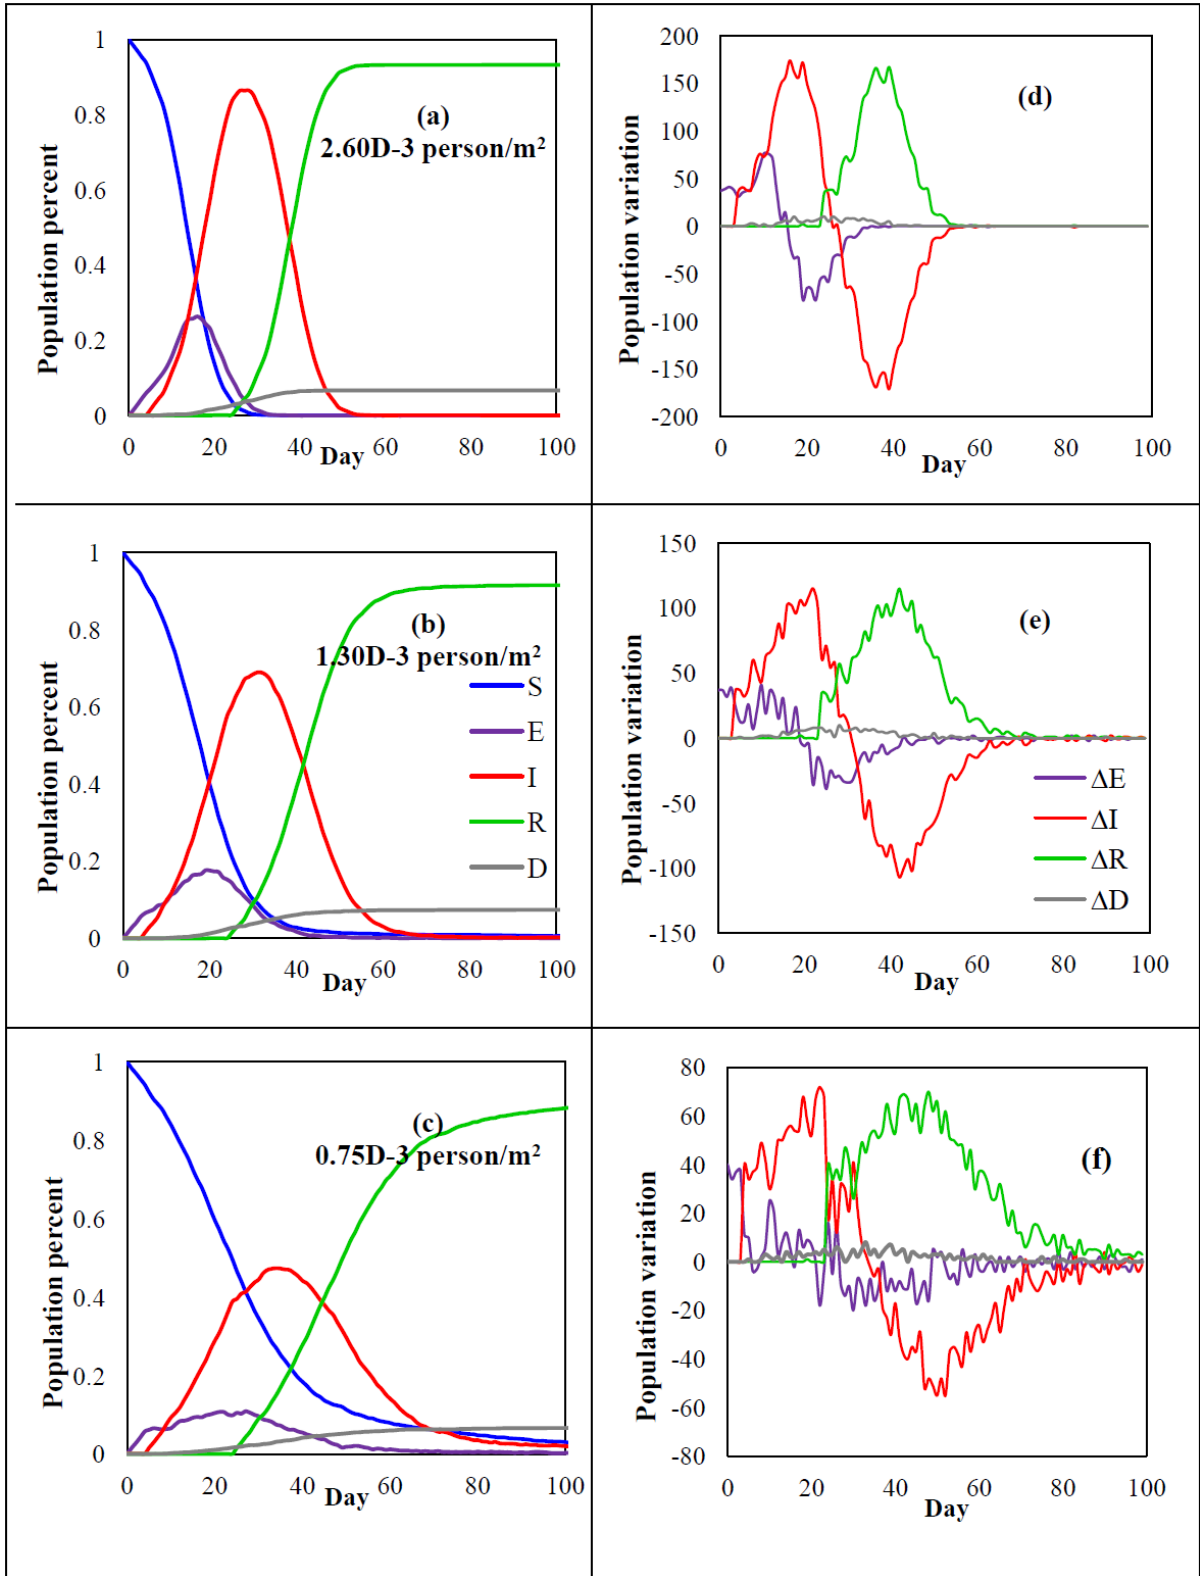 1
0.8
0.6
0.4
0.2
0
Population percent
(a)
2.60D-3 person/m²
0 20 40 60 80 100
Day
200
150
100
50
0
-50
-100
-150
-200
Population variation
(d)
0 20 40 60 80 100
Day
1
0.8
0.6
0.4
0.2
0
Population percent
(b)
1.30D-3 person/m²
S
E
I
R
D
0 20 40 60 80 100
Day
150
100
50
0
-50
-100
-150
Population variation
(e)
ΔE
ΔI
ΔR
ΔD
0 20 40 60 80 100
Day
1
0.8
0.6
0.4
0.2
0
Population percent
(c)
0.75D-3 person/m²
0 20 40 60 80 100
Day
80
60
40
20
0
-20
-40
-60
-80
Population variation
(f)
0 20 40 60 80 100
Day